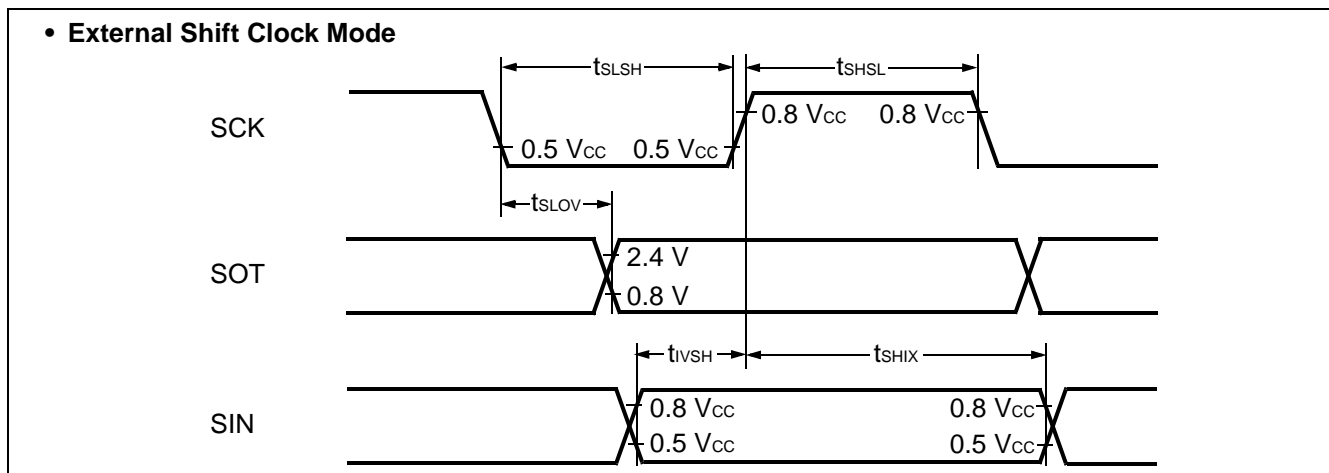 • External Shift Clock Mode
tSLSH tSHSL
SCK
0.8 VCC 0.8 VCC
0.5 VCC 0.5 VCC
tSLOV
SOT
2.4 V
0.8 V
tIVSH tSHIX
SIN
0.8 VCC 0.8 VCC
0.5 VCC 0.5 VCC